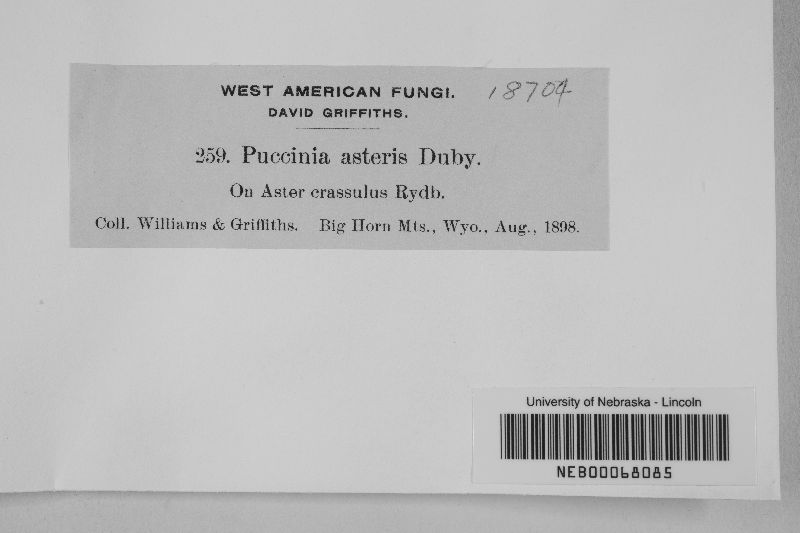 WEST AMERICAN FUNGI. 18704
DAVID GRIFFITHS.
259. Puccinia asteris Duby.
On Aster crassulus Rydb.
Coll. Williams & Griffiths. Big Horn Mts., Wyo., Aug., 1898.
University of Nebraska - Lincoln
NEB00068085